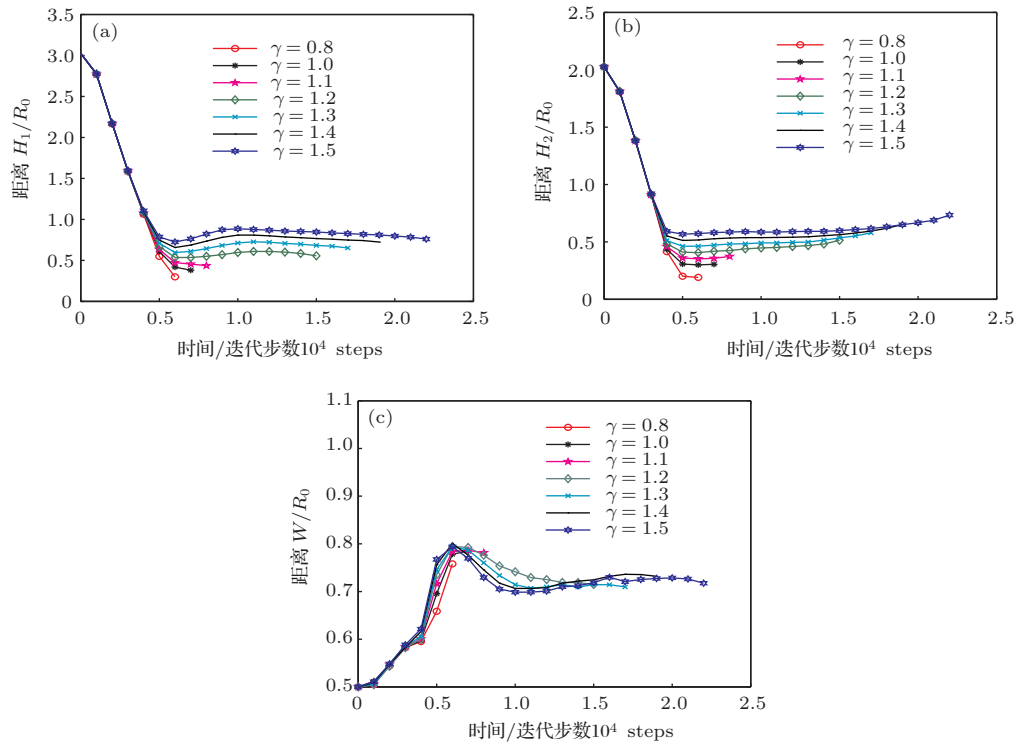 (a)
3.5
3.0
2.5
2.0
1.5
1.0
0.5
0
距离 H₁/R₀
γ = 0.8
γ = 1.0
γ = 1.1
γ = 1.2
γ = 1.3
γ = 1.4
γ = 1.5
0 0.5 1.0 1.5 2.0 2.5
时间/迭代步数10⁴ steps
(b)
2.5
2.0
1.5
1.0
0.5
0
距离 H₂/R₀
γ = 0.8
γ = 1.0
γ = 1.1
γ = 1.2
γ = 1.3
γ = 1.4
γ = 1.5
0 0.5 1.0 1.5 2.0 2.5
时间/迭代步数10⁴ steps
(c)
1.1
1.0
0.9
0.8
0.7
0.6
0.5
距离 W/R₀
γ = 0.8
γ = 1.0
γ = 1.1
γ = 1.2
γ = 1.3
γ = 1.4
γ = 1.5
0 0.5 1.0 1.5 2.0 2.5
时间/迭代步数10⁴ steps